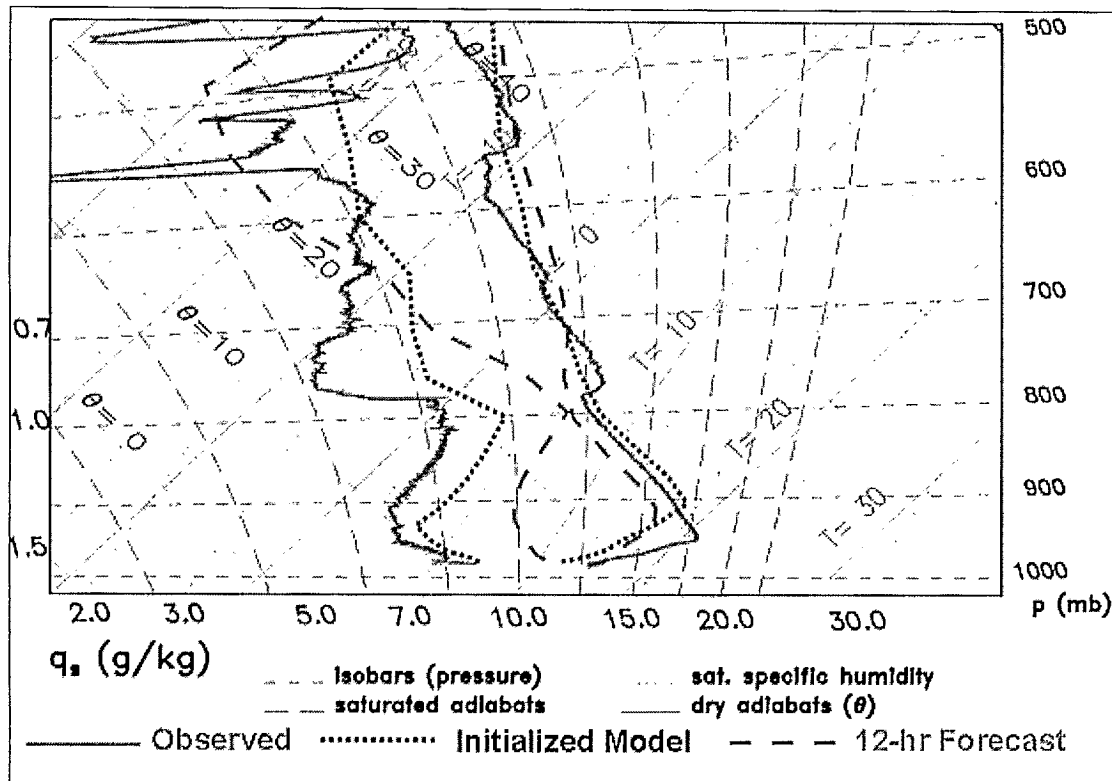 500
θ=40
600
θ=30
θ=20
0
700
0.7
θ=10
T= 10
800
1.0
θ= 0
T= 20
900
1.5
T= 30
1000
2.0 3.0 5.0 7.0 10.0 15.0 20.0 30.0 p (mb)
qs (g/kg)
isobars (pressure) sat. specific humidity
saturated adiabats dry adiabats (θ)
Observed Initialized Model 12-hr Forecast